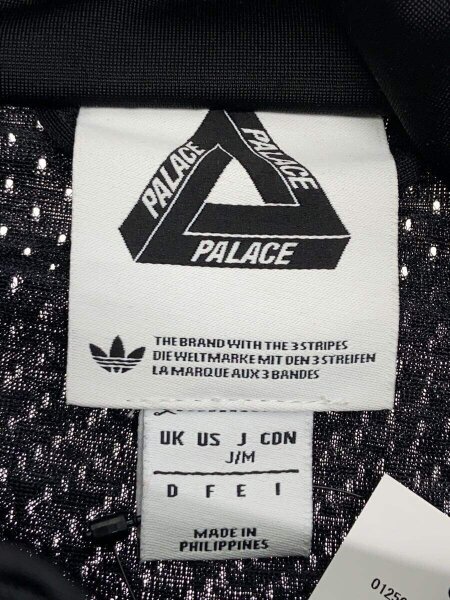 PALACE
PALACE
PALACE
THE BRAND WITH THE 3 STRIPES
DIE WELTMARKE MIT DEN 3 STREIFEN
LA MARQUE AUX 3 BANDES
UK US J CDN
J/M
D F E I
MADE IN
PHILIPPINES